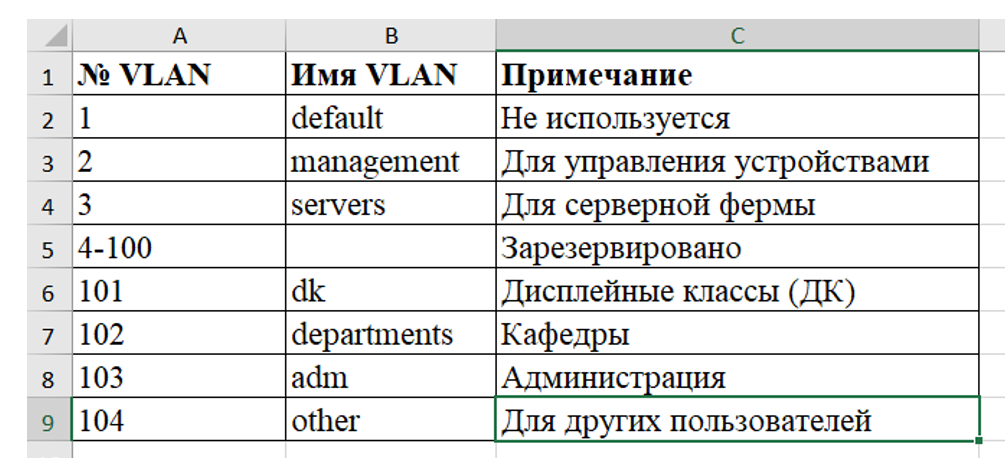 A B C
1 № VLAN Имя VLAN Примечание
2 1 default Не используется
3 2 management Для управления устройствами
4 3 servers Для серверной фермы
5 4-100 Зарезервировано
6 101 dk Дисплейные классы (ДК)
7 102 departments Кафедры
8 103 adm Администрация
9 104 other Для других пользователей